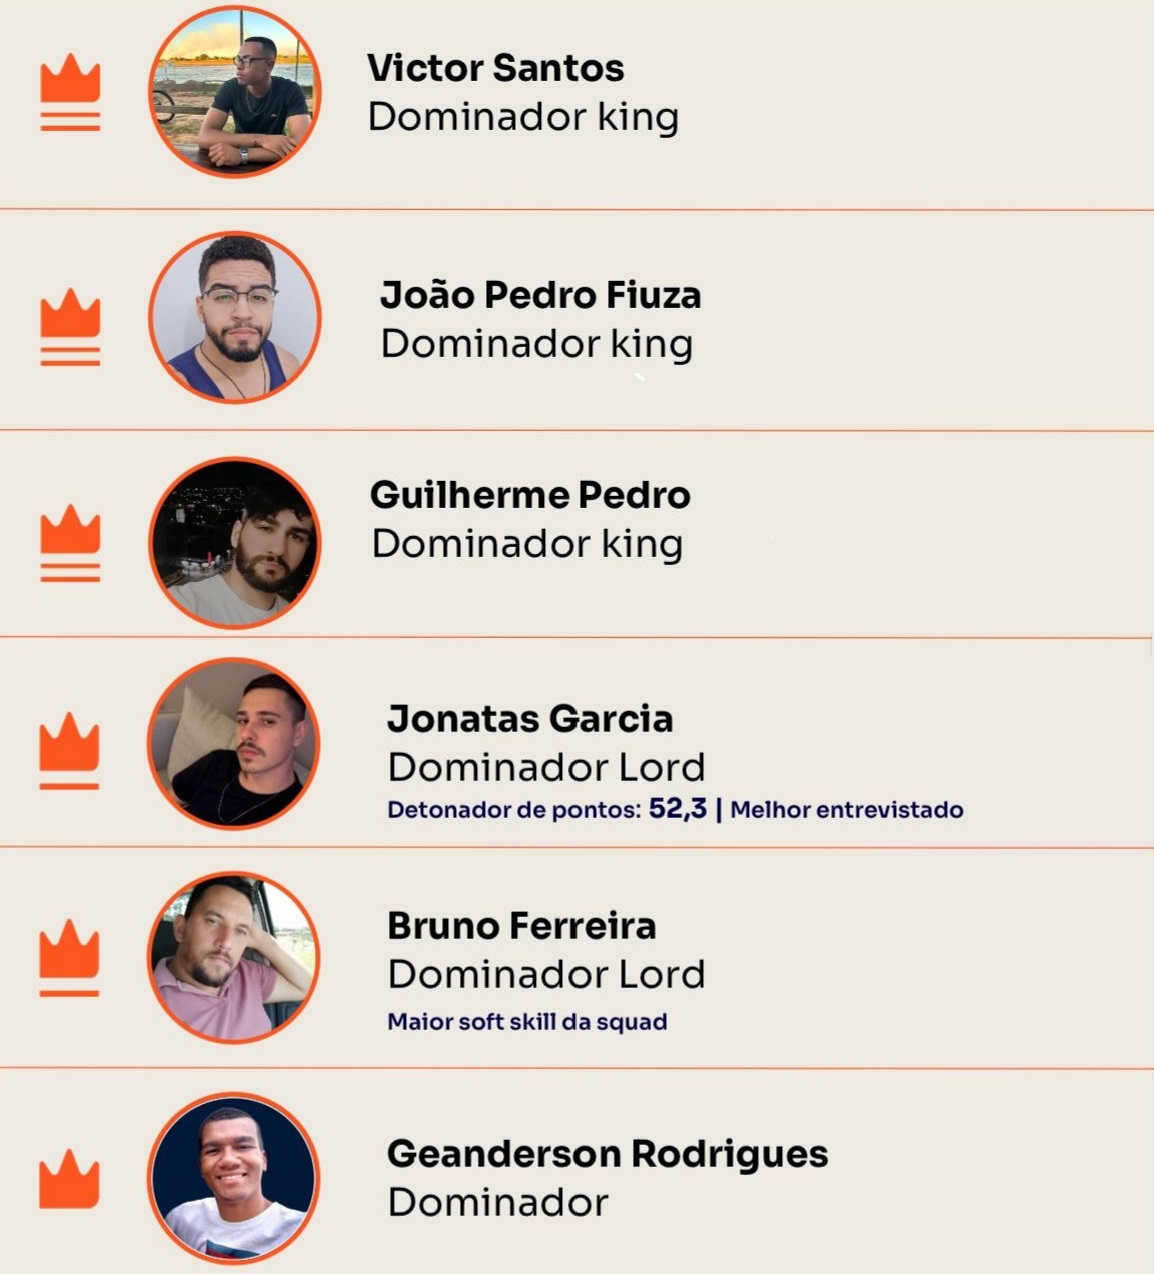 Victor Santos
Dominador king
João Pedro Fiuza
Dominador king
Guilherme Pedro
Dominador king
Jonatas Garcia
Dominador Lord
Detonador de pontos: 52,3 | Melhor entrevistado
Bruno Ferreira
Dominador Lord
Maior soft skill da squad
Geanderson Rodrigues
Dominador